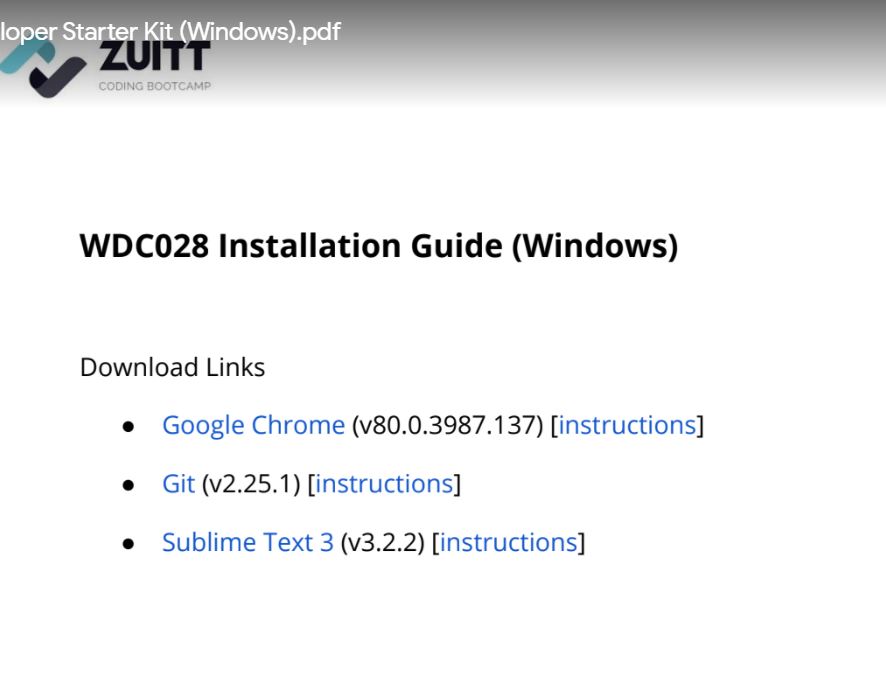 loper Starter Kit (Windows).pdf
ZUITT
CODING BOOTCAMP
WDC028 Installation Guide (Windows)
Download Links
● Google Chrome (v80.0.3987.137) [instructions]
● Git (v2.25.1) [instructions]
● Sublime Text 3 (v3.2.2) [instructions]